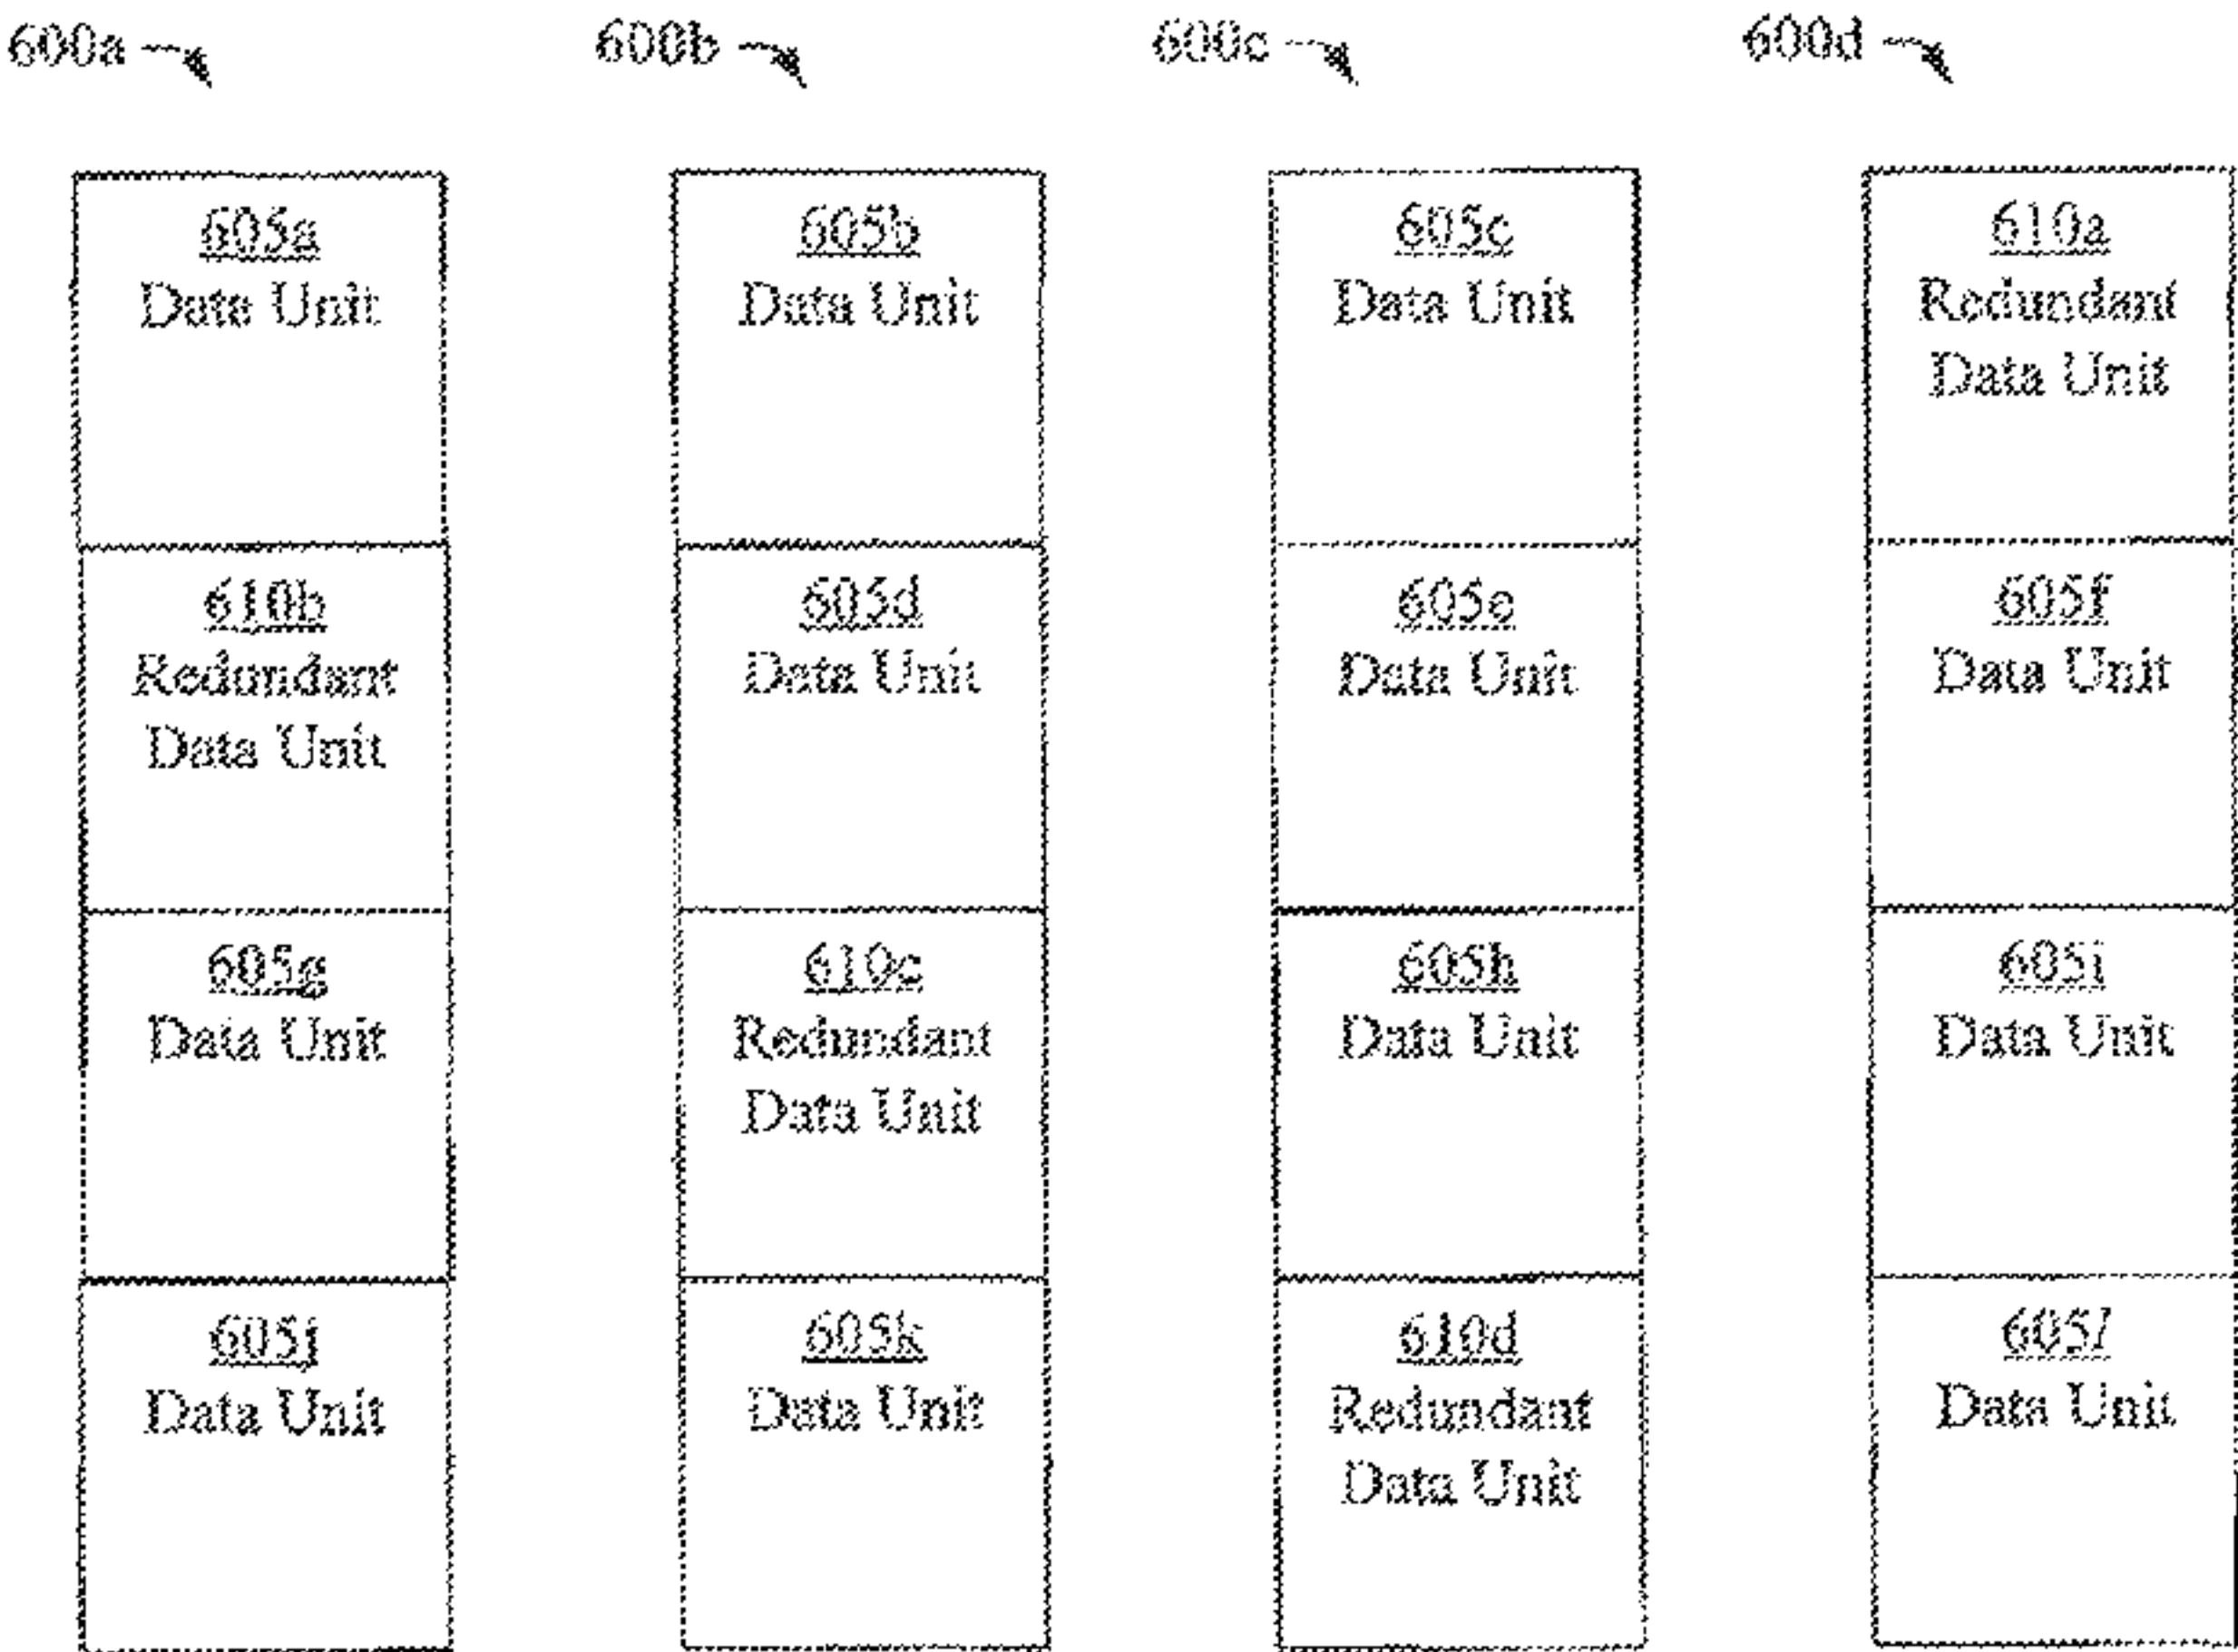 600a 600b 600c 600d
605a 605b 605c 610a
Data Unit Data Unit Data Unit Redundant
Data Unit
610b 605d 605e 605f
Redundant Data Unit Data Unit Data Unit
Data Unit
605g 610c 605h 605i
Data Unit Redundant Data Unit Data Unit
Data Unit
605j 605k 610d 605l
Data Unit Data Unit Redundant Data Unit
Data Unit